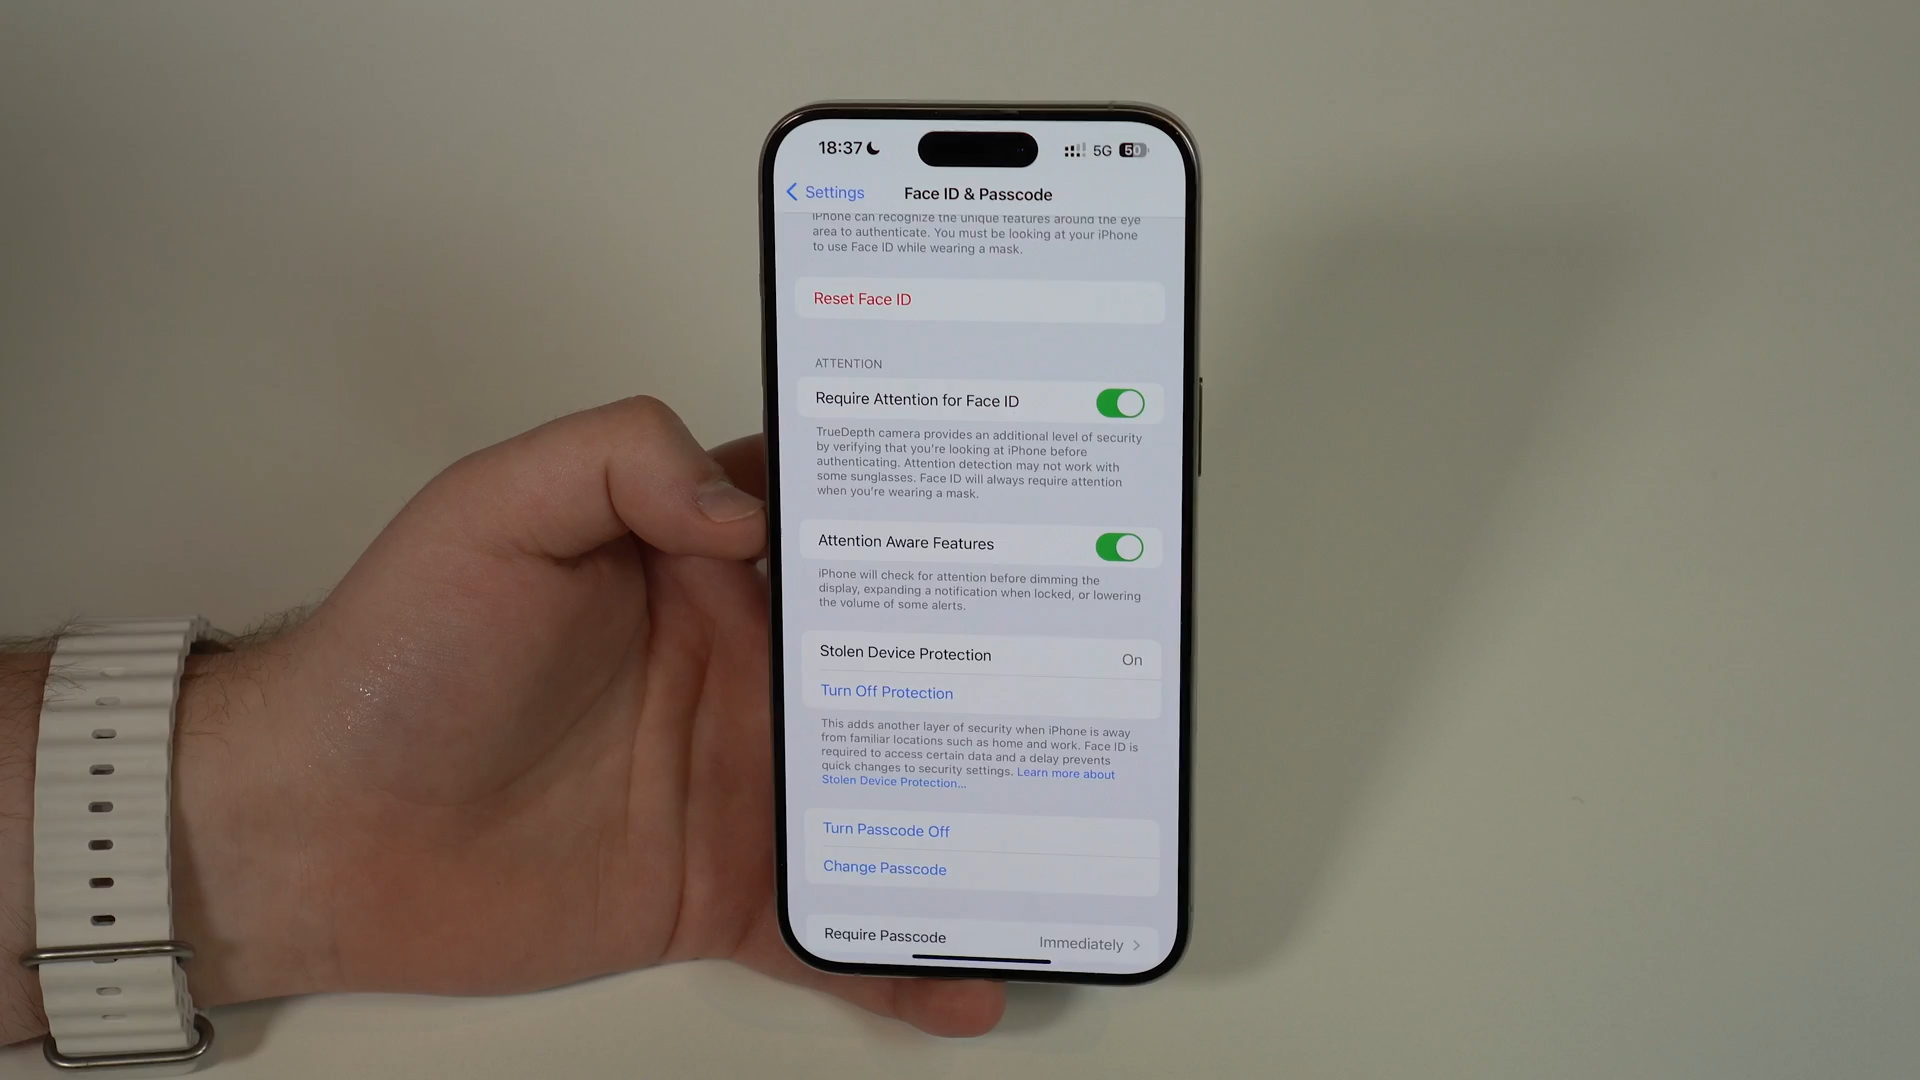 18:37
5G 50
Settings
Face ID & Passcode
iPhone can recognize the unique features around the eye
area to authenticate. You must be looking at your iPhone
to use Face ID while wearing a mask.
Reset Face ID
ATTENTION
Require Attention for Face ID
TrueDepth camera provides an additional level of security
by verifying that you're looking at iPhone before
authenticating. Attention detection may not work with
some sunglasses. Face ID will always require attention
when you're wearing a mask.
Attention Aware Features
iPhone will check for attention before dimming the
display, expanding a notification when locked, or lowering
the volume of some alerts.
Stolen Device Protection On
Turn Off Protection
This adds another layer of security when iPhone is away
from familiar locations such as home and work. Face ID is
required to access certain data and a delay prevents
quick changes to security settings. Learn more about
Stolen Device Protection...
Turn Passcode Off
Change Passcode
Require Passcode Immediately